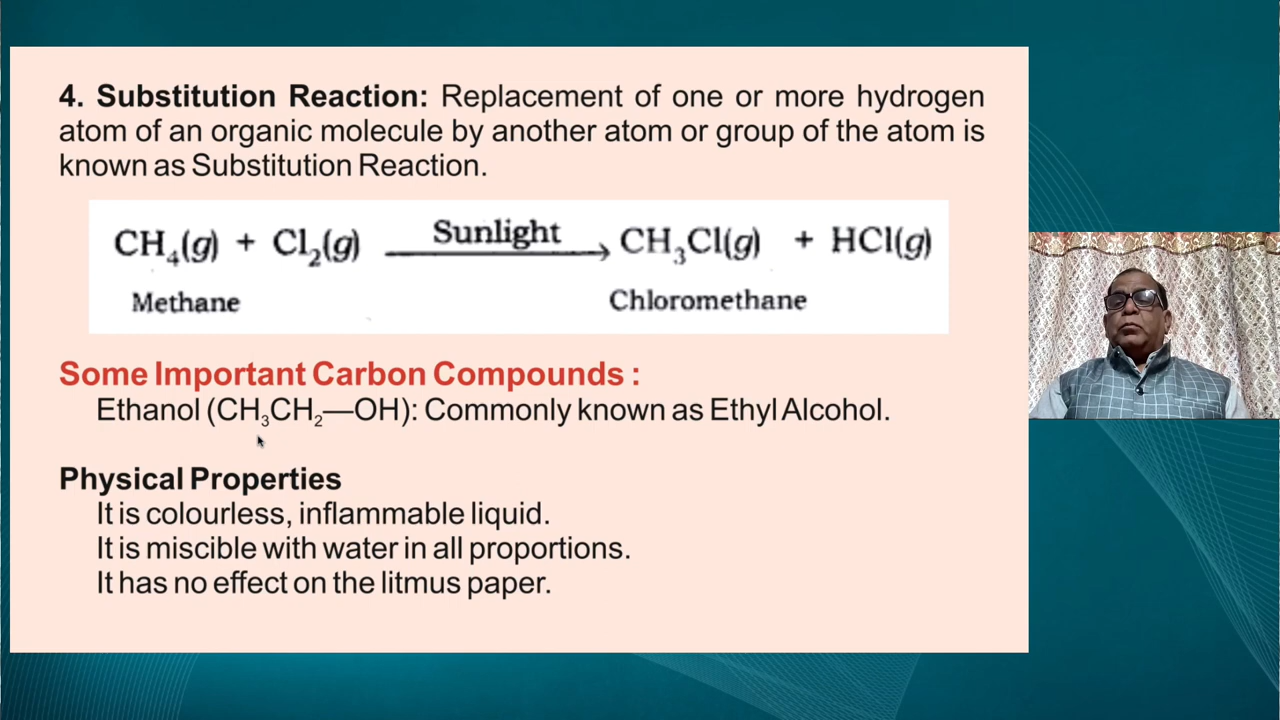 4. Substitution Reaction: Replacement of one or more hydrogen
atom of an organic molecule by another atom or group of the atom is
known as Substitution Reaction.
CH₄(g) + Cl₂(g) Sunlight → CH₃Cl(g) + HCl(g)
Methane Chloromethane
Some Important Carbon Compounds :
Ethanol (CH₃CH₂—OH): Commonly known as Ethyl Alcohol.
Physical Properties
It is colourless, inflammable liquid.
It is miscible with water in all proportions.
It has no effect on the litmus paper.